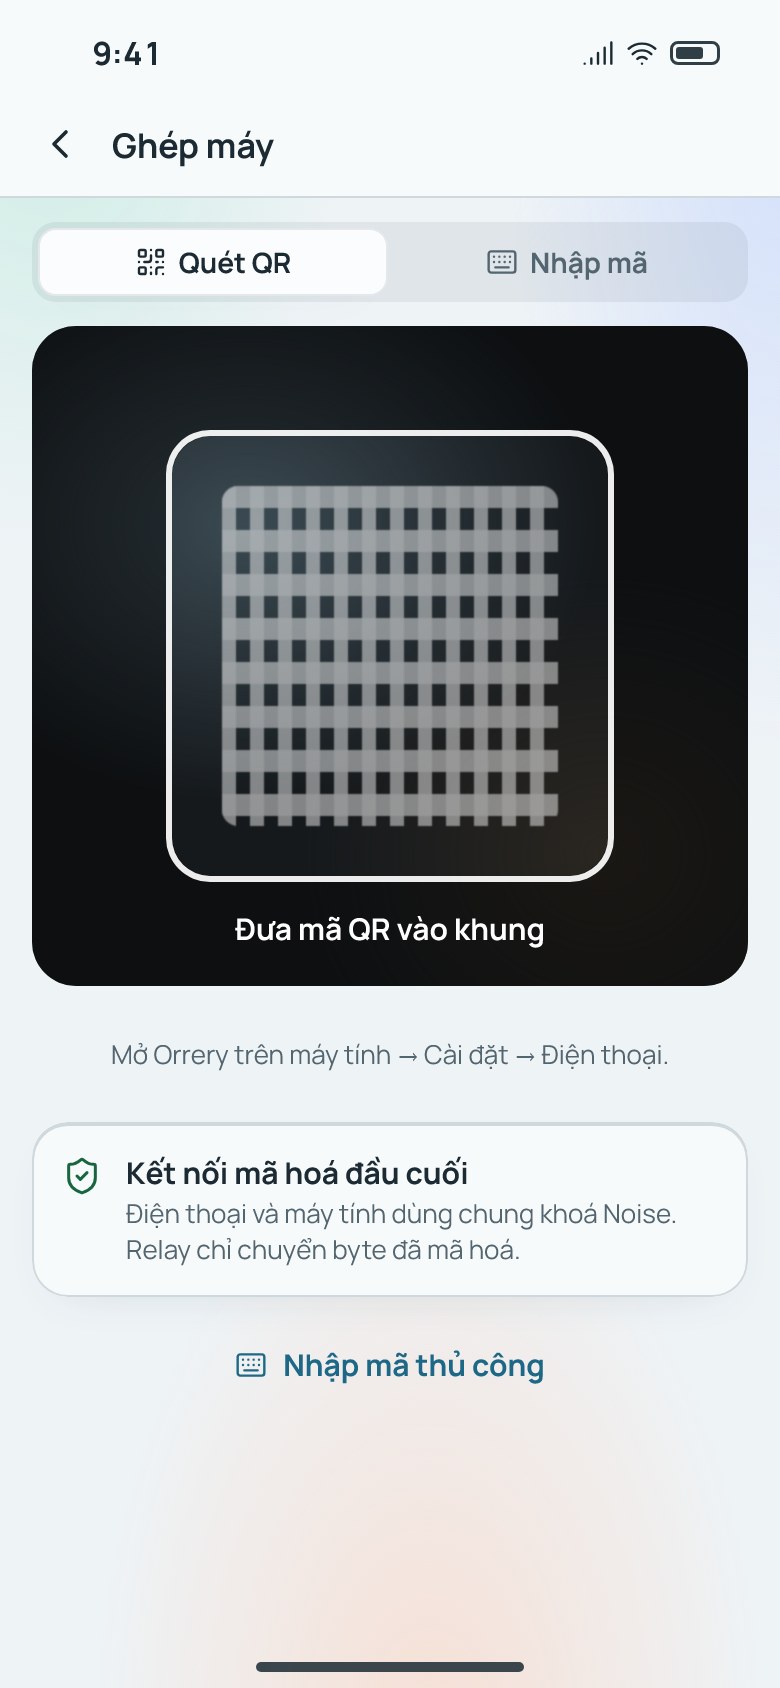 9:41
Ghép máy
Quét QR
Nhập mã
Đưa mã QR vào khung
Mở Orrery trên máy tính → Cài đặt → Điện thoại.
Kết nối mã hoá đầu cuối
Điện thoại và máy tính dùng chung khoá Noise.
Relay chỉ chuyển byte đã mã hoá.
Nhập mã thủ công